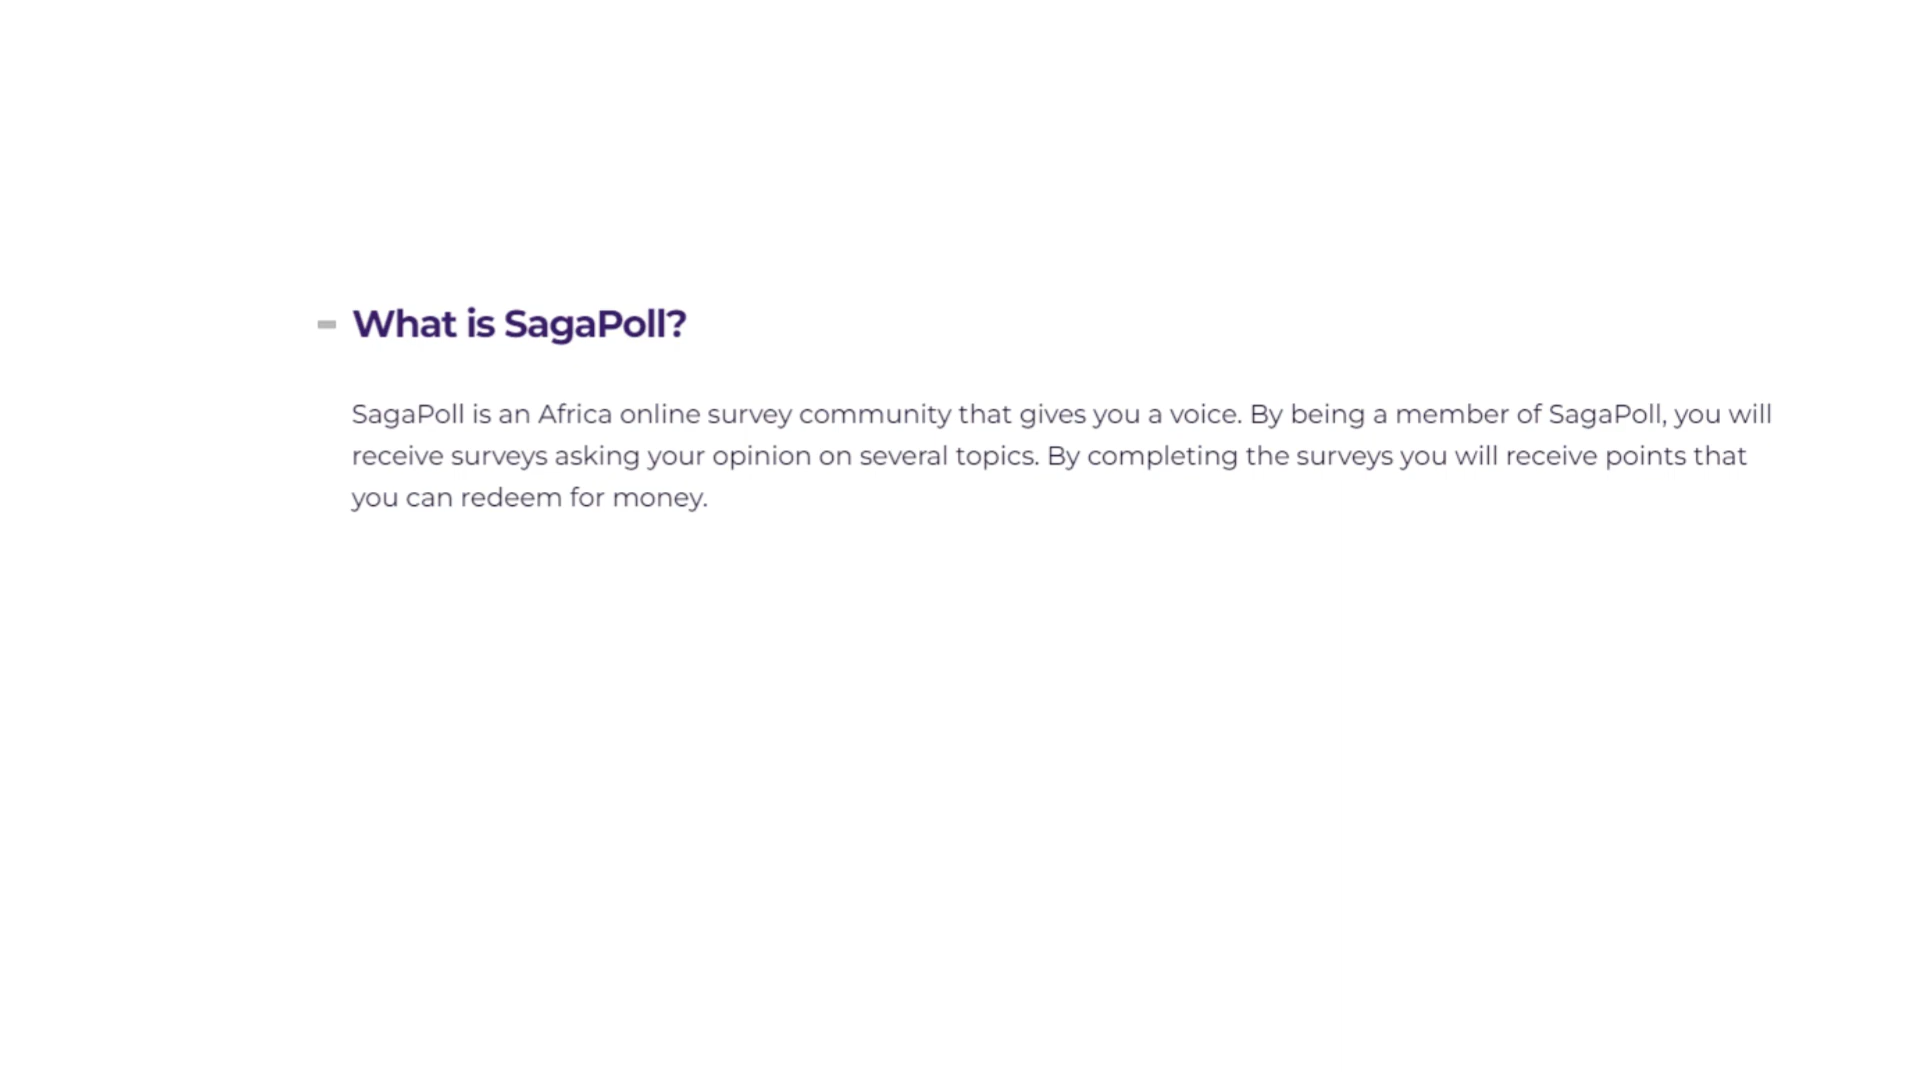 What is SagaPoll?
SagaPoll is an Africa online survey community that gives you a voice. By being a member of SagaPoll, you will
receive surveys asking your opinion on several topics. By completing the surveys you will receive points that
you can redeem for money.